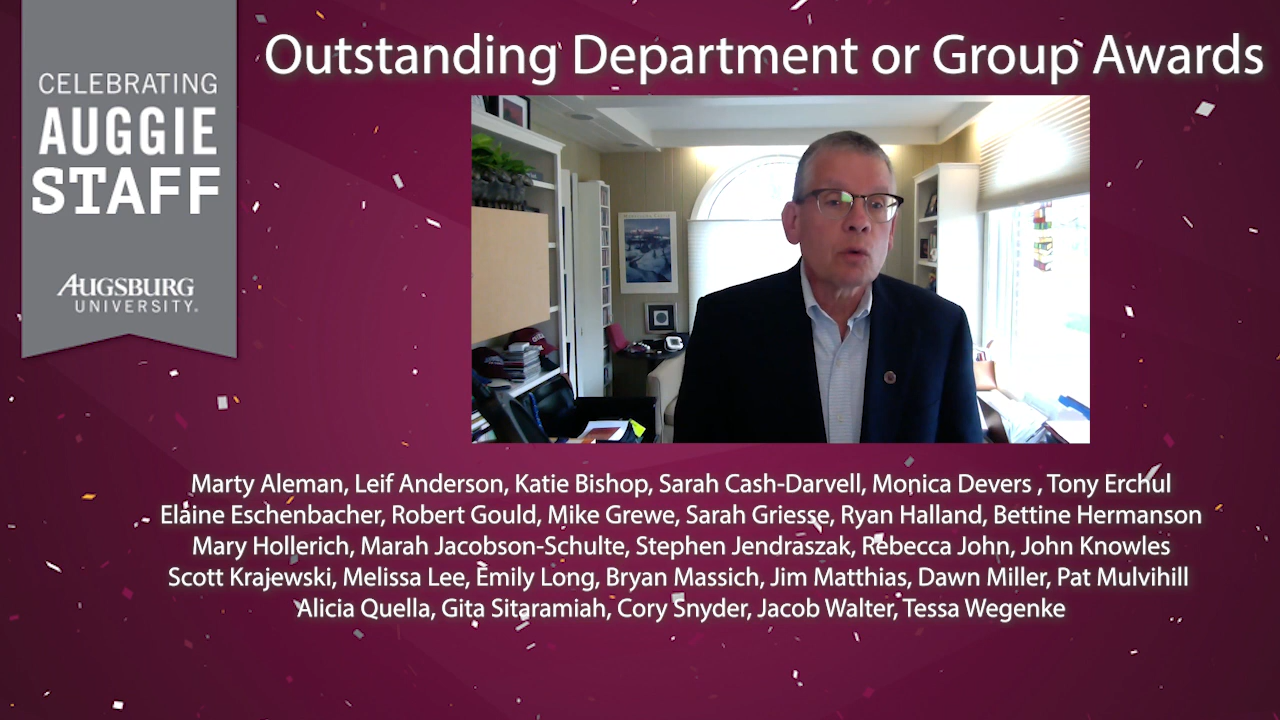 CELEBRATING
AUGGIE
STAFF
AUGSBURG
UNIVERSITY.
Outstanding Department or Group Awards
Marty Aleman, Leif Anderson, Katie Bishop, Sarah Cash-Darvell, Monica Devers , Tony Erchul
Elaine Eschenbacher, Robert Gould, Mike Grewe, Sarah Griesse, Ryan Halland, Bettine Hermanson
Mary Hollerich, Marah Jacobson-Schulte, Stephen Jendraszak, Rebecca John, John Knowles
Scott Krajewski, Melissa Lee, Emily Long, Bryan Massich, Jim Matthias, Dawn Miller, Pat Mulvihill
Alicia Quella, Gita Sitaramiah, Cory Snyder, Jacob Walter, Tessa Wegenke